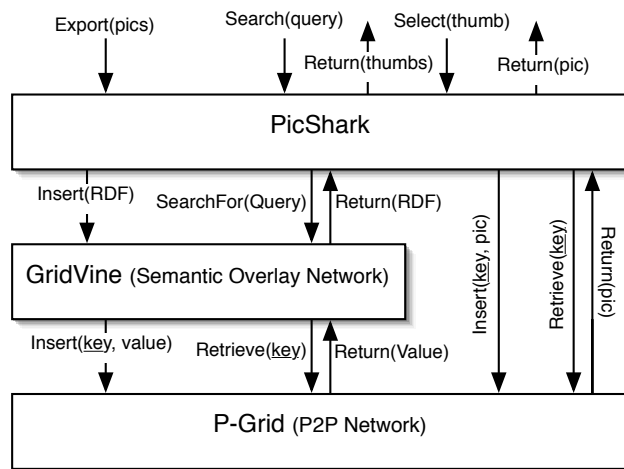 Export(pics)
Search(query)
Return(thumbs)
Select(thumb)
Return(pic)
PicShark
Insert(RDF)
SearchFor(Query)
Return(RDF)
Insert(key, pic)
Retrieve(key)
Return(pic)
GridVine (Semantic Overlay Network)
Insert(key, value)
Retrieve(key)
Return(Value)
P-Grid (P2P Network)